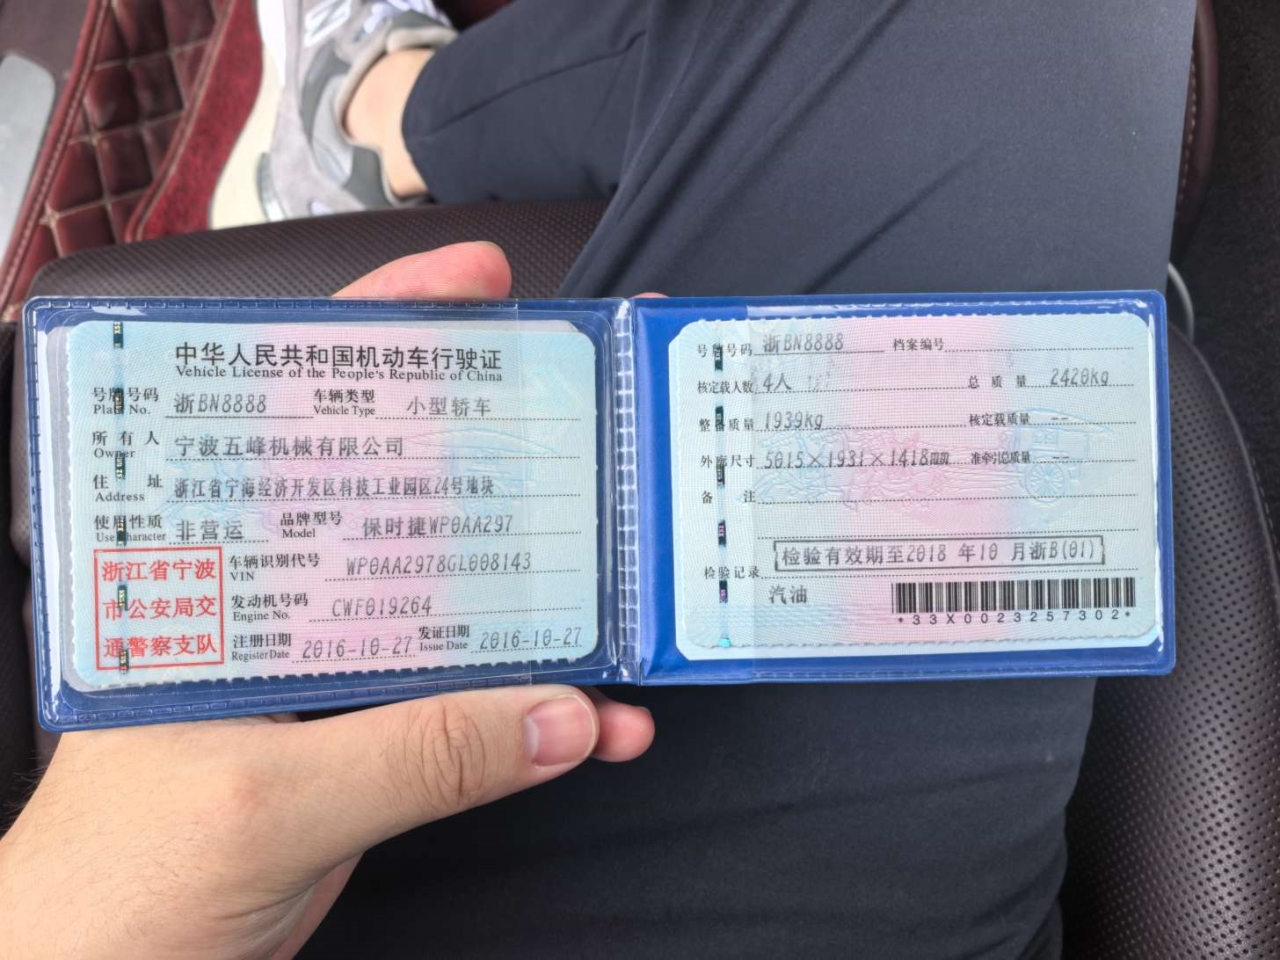 中华人民共和国机动车行驶证
Vehicle License of the People's Republic of China
号牌号码 浙BN8888 车辆类型 小型轿车
Plate No. Vehicle Type
所有人 宁波五峰机械有限公司
Owner
住址 浙江省宁海经济开发区科技工业园区24号地块
Address
使用性质 非营运 品牌型号 保时捷WP0AA297
Use Character Model
浙江省宁波
市公安局交
通警察支队
车辆识别代号 WP0AA2978GL008143
VIN
发动机号码 CWF019264
Engine No.
注册日期 2016-10-27 发证日期 2016-10-27
Register Date Issue Date
号牌号码 浙BN8888 档案编号
核定载人数 4人 总质量 2420kg
整备质量 1939kg 核定载质量 --
外廓尺寸 5015×1931×1418mm 准牵引总质量 --
备注
检验有效期至2018年10月浙B(01)
检验记录
汽油
*33X0023257302*